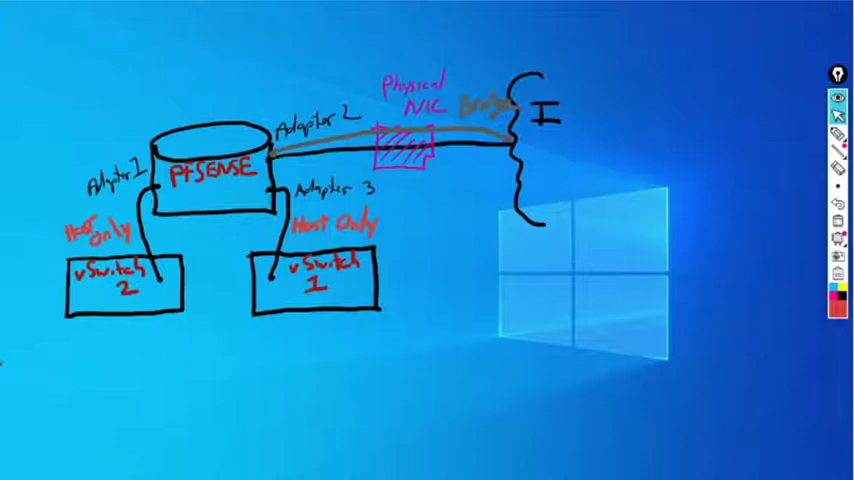 Physical
NIC
Bridge
I
Adapter 2
PFSENSE
Adapter 1
Adapter 3
Host
Only
Host Only
vSwitch
2
vSwitch
1